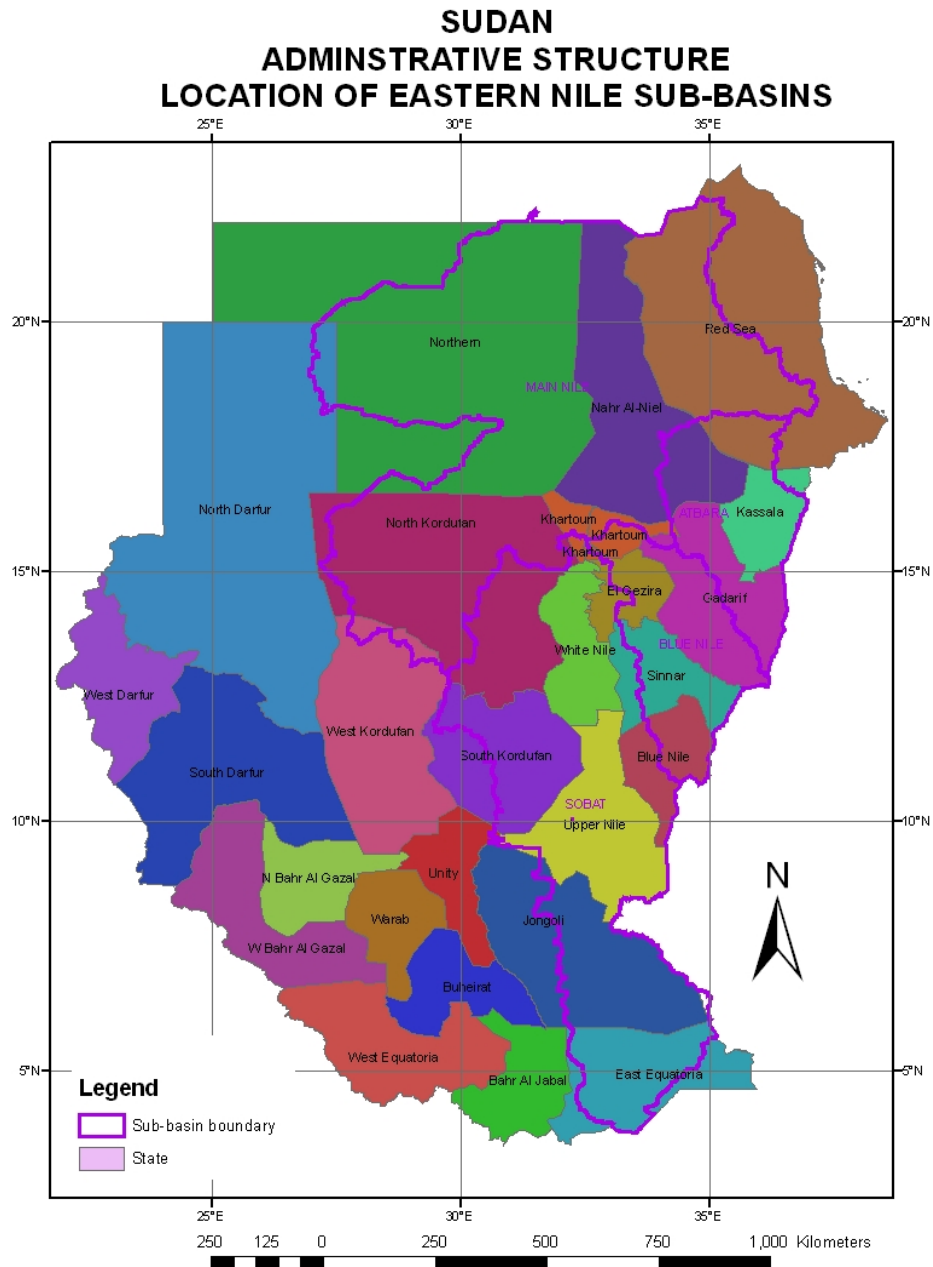 SUDAN
ADMINSTRATIVE STRUCTURE
LOCATION OF EASTERN NILE SUB-BASINS
25°E 30°E 35°E
20°N 20°N
Red Sea
Northern
MAIN NILE
Nahr Al-Niel
North Darfur
North Kordufan
Khartoum
ATBARA
Kassala
Khartoum
Khartoum
15°N 15°N
El Gezira
Gadarif
White Nile
BLUE NILE
Sinnar
West Darfur
West Kordufan
South Kordufan
Blue Nile
South Darfur
SOBAT
10°N 10°N
Upper Nile
N Bahr Al Gazal
Unity
Warab
Jongoli
W Bahr Al Gazal
N
Buheirat
West Equatoria
Bahr Al Jabal
East Equatoria
5°N 5°N
Legend
Sub-basin boundary
State
25°E 30°E 35°E
250 125 0 250 500 750 1,000 Kilometers